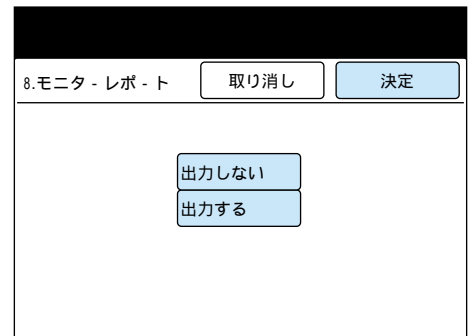 8.モニタ - レポ - ト 取り消し 決定
出力しない
出力する